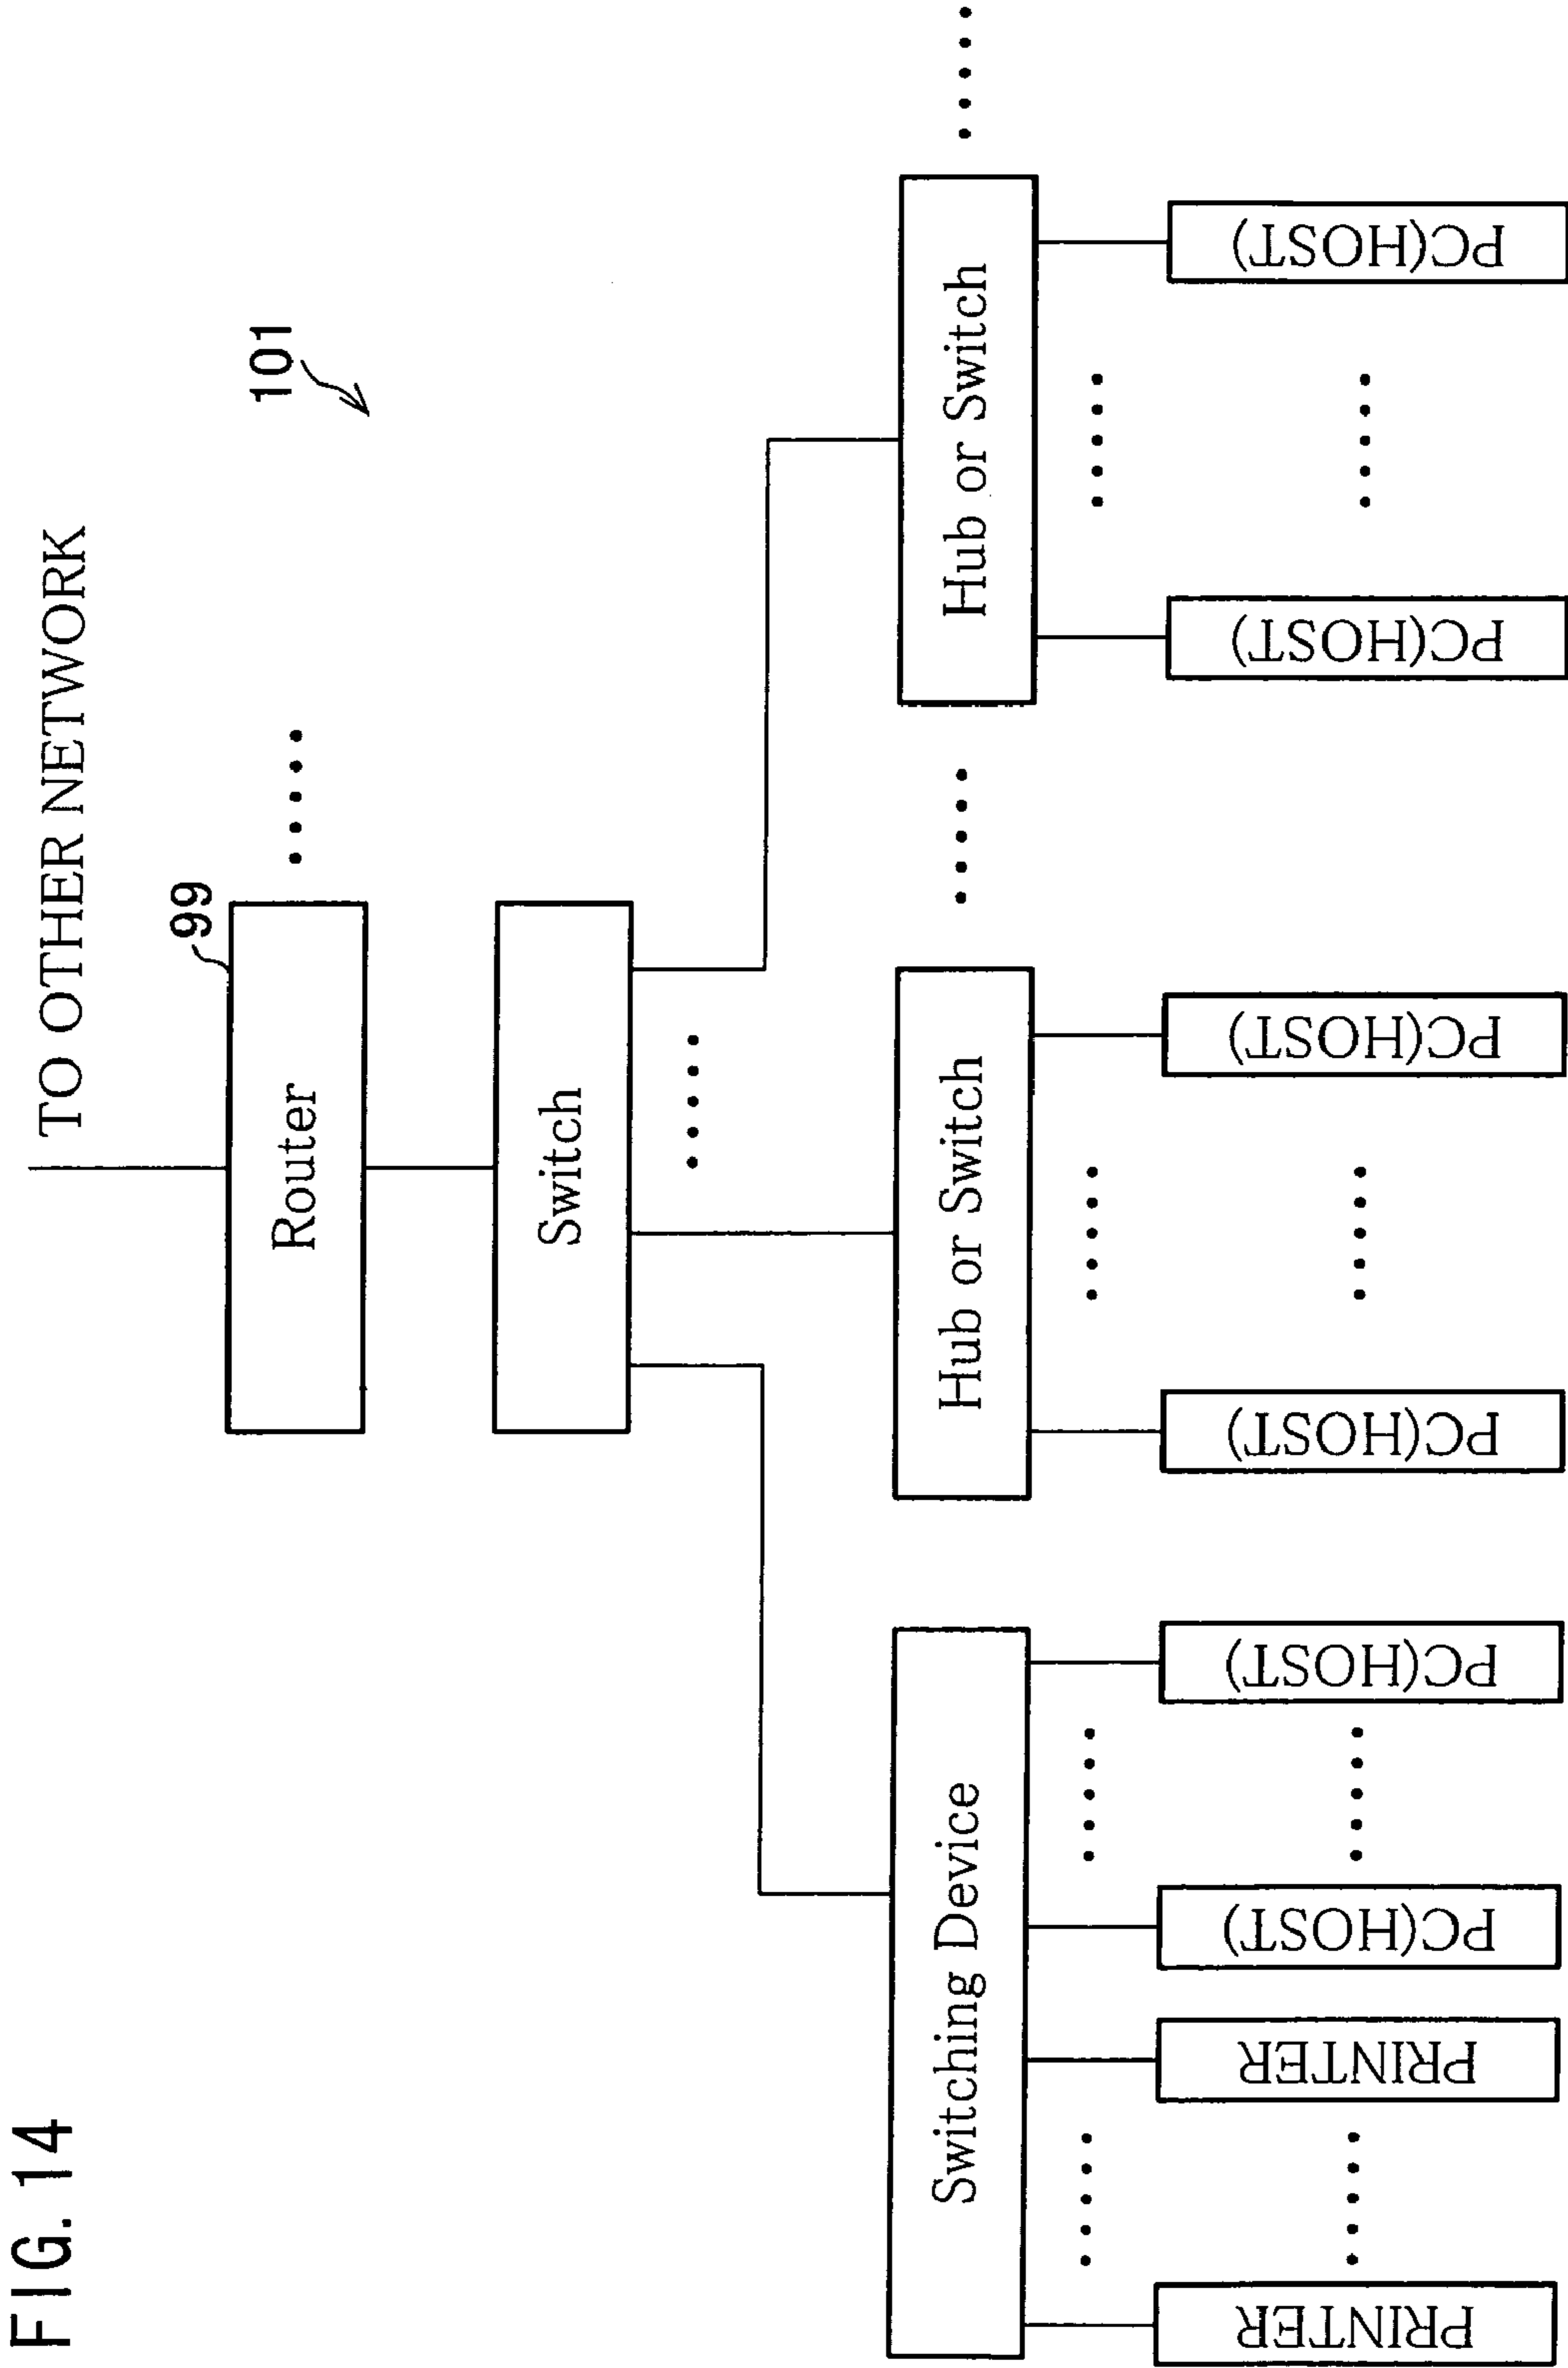 FIG. 14
TO OTHER NETWORK
99
101
Router
Switch
Switching Device
Hub or Switch
Hub or Switch
PRINTER
PRINTER
PC(HOST)
PC(HOST)
PC(HOST)
PC(HOST)
PC(HOST)
PC(HOST)